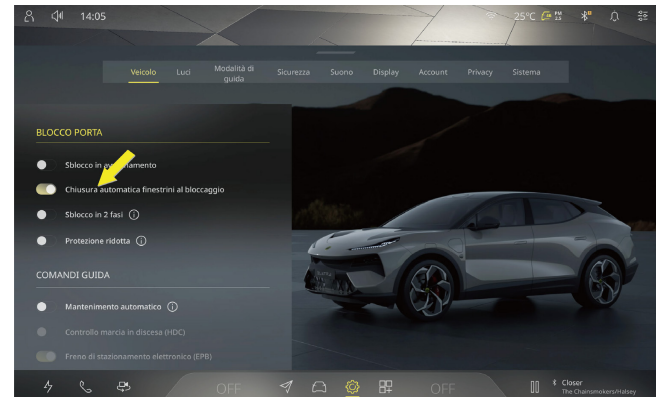 14:05
25°C
Veicolo Luci Modalità di guida Sicurezza Suono Display Account Privacy Sistema
BLOCCO PORTA
Sblocco in
Chiusura automatica finestrini al bloccaggio
Sblocco in 2 fasi
Protezione ridotta
COMANDI GUIDA
Mantenimento automatico
Controllo marcia in discesa (HDC)
Freno di stazionamento elettronico (EPB)
OFF OFF
Closer
The Chainsmokers/Halsey